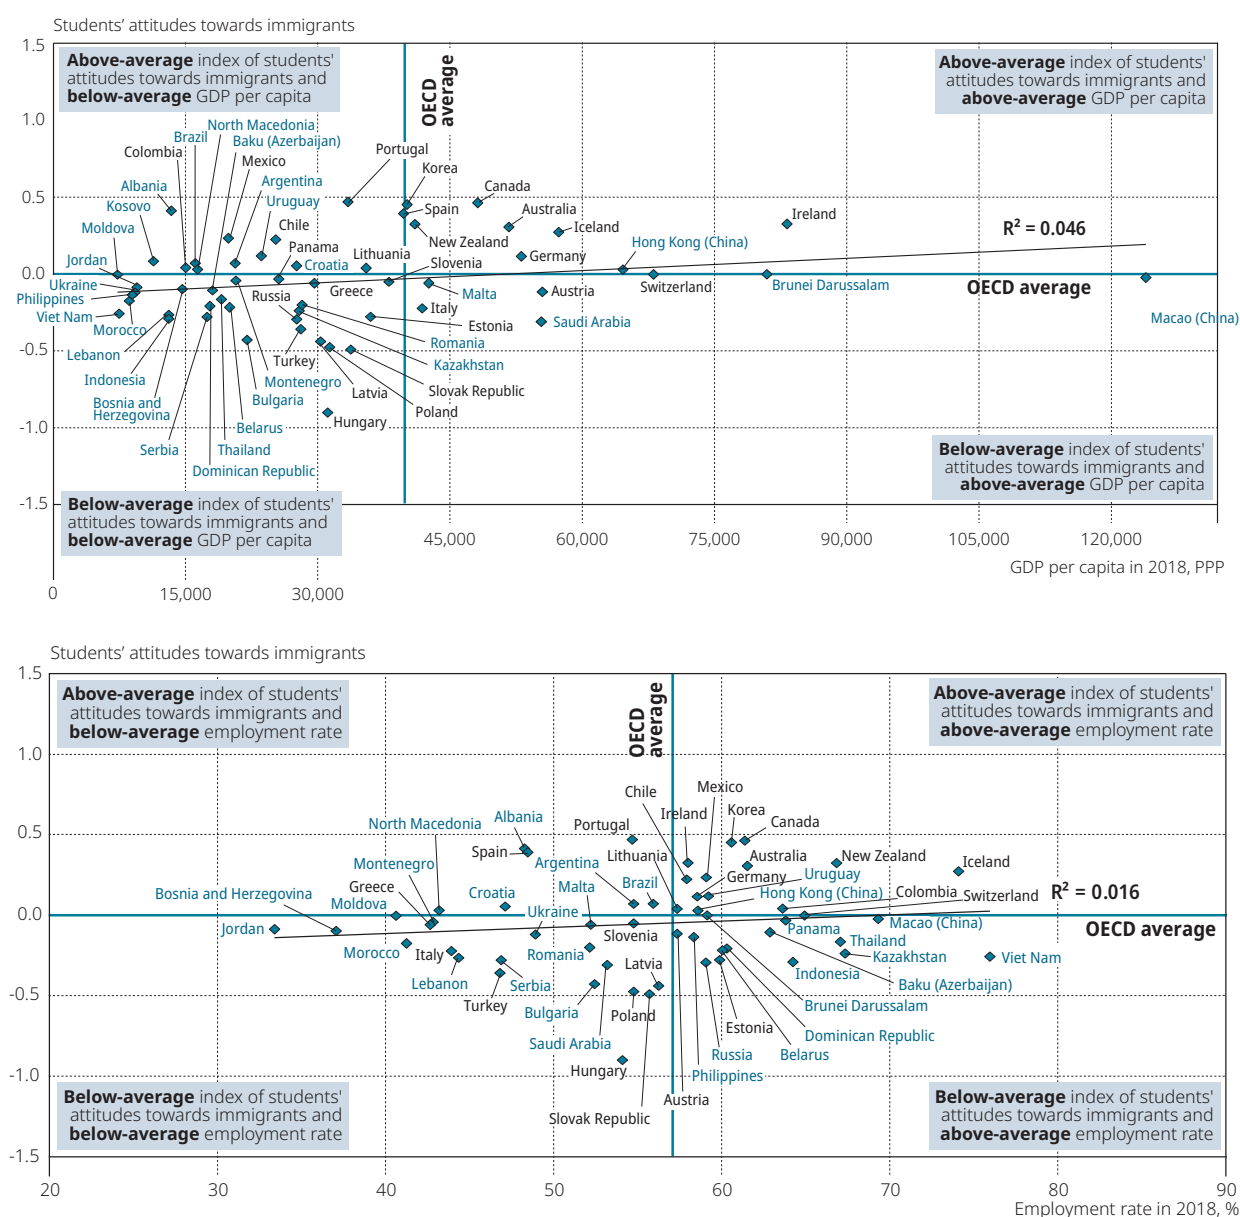 Students’ attitudes towards immigrants
1.5
1.0
0.5
0.0
-0.5
-1.0
-1.5
Above-average index of students'
attitudes towards immigrants and
below-average GDP per capita
OECD
average
Above-average index of students'
attitudes towards immigrants and
above-average GDP per capita
North Macedonia
Brazil
Baku (Azerbaijan)
Colombia
Mexico
Albania
Argentina
Kosovo
Uruguay
Moldova
Chile
Panama
Jordan
Croatia
Ukraine
Philippines
Viet Nam
Morocco
Lebanon
Indonesia
Bosnia and
Herzegovina
Serbia
Thailand
Dominican Republic
Belarus
Bulgaria
Montenegro
Turkey
Russia
Greece
Lithuania
Portugal
Korea
Spain
Canada
Australia
Iceland
New Zealand
Germany
Slovenia
Malta
Italy
Estonia
Romania
Kazakhstan
Slovak Republic
Latvia
Poland
Hungary
Hong Kong (China)
Switzerland
Austria
Saudi Arabia
Ireland
Brunei Darussalam
R² = 0.046
OECD average
Macao (China)
Below-average index of students'
attitudes towards immigrants and
below-average GDP per capita
Below-average index of students'
attitudes towards immigrants and
above-average GDP per capita
45,000
60,000
75,000
90,000
105,000
120,000
GDP per capita in 2018, PPP
0
15,000
30,000
Students’ attitudes towards immigrants
1.5
1.0
0.5
0.0
-0.5
-1.0
-1.5
Above-average index of students'
attitudes towards immigrants and
below-average employment rate
OECD
average
Above-average index of students'
attitudes towards immigrants and
above-average employment rate
Chile
Mexico
Ireland
Korea
Canada
Albania
North Macedonia
Portugal
Spain
Lithuania
Australia
New Zealand
Iceland
Montenegro
Argentina
Germany
Uruguay
Greece
Malta
Brazil
Bosnia and Herzegovina
Croatia
Hong Kong (China)
Colombia
Switzerland
R² = 0.016
Moldova
Ukraine
Jordan
Slovenia
Panama
Macao (China)
OECD average
Morocco
Italy
Romania
Thailand
Kazakhstan
Viet Nam
Latvia
Indonesia
Lebanon
Serbia
Baku (Azerbaijan)
Turkey
Bulgaria
Poland
Brunei Darussalam
Estonia
Dominican Republic
Saudi Arabia
Russia
Belarus
Hungary
Philippines
Austria
Slovak Republic
Below-average index of students'
attitudes towards immigrants and
below-average employment rate
Below-average index of students'
attitudes towards immigrants and
above-average employment rate
20
30
40
50
60
70
80
90
Employment rate in 2018, %